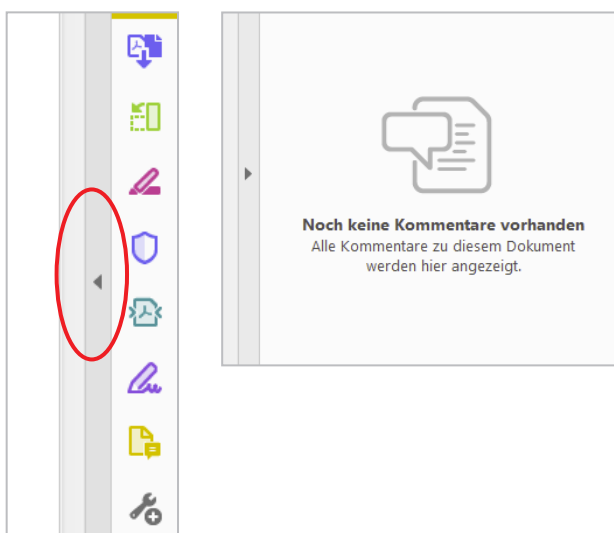 Noch keine Kommentare vorhanden
Alle Kommentare zu diesem Dokument
werden hier angezeigt.